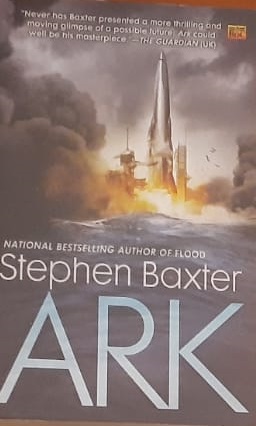 "Never has Baxter presented a more thrilling and
moving glimpse of a possible future. Ark could
well be his masterpiece."—THE GUARDIAN (UK)
NATIONAL BESTSELLING AUTHOR OF FLOOD
Stephen Baxter
ARK